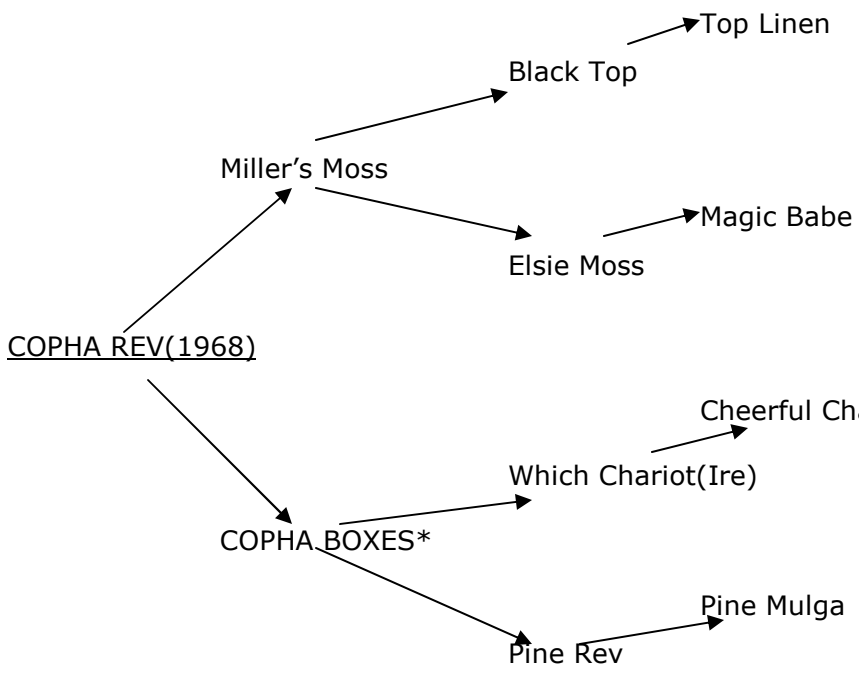 Top Linen
Black Top
Miller’s Moss
Magic Babe
Elsie Moss
COPHA REV(1968)
Cheerful
Which Chariot(Ire)
COPHA BOXES*
Pine Mulga
Pine Rev